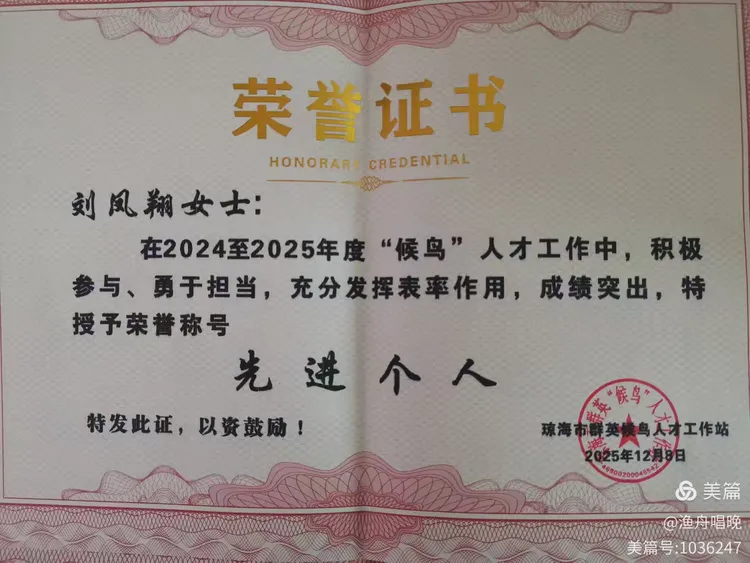 荣誉证书
HONORARY CREDENTIAL
刘凤翔女士:
在2024至2025年度“候鸟”人才工作中,积极
参与、勇于担当,充分发挥表率作用,成绩突出,特
授予荣誉称号
先进个人
特发此证,以资鼓励!
琼海市群英候鸟人才工作站
2025年12月8日
美篇
@渔舟唱晚
美篇号:1036247